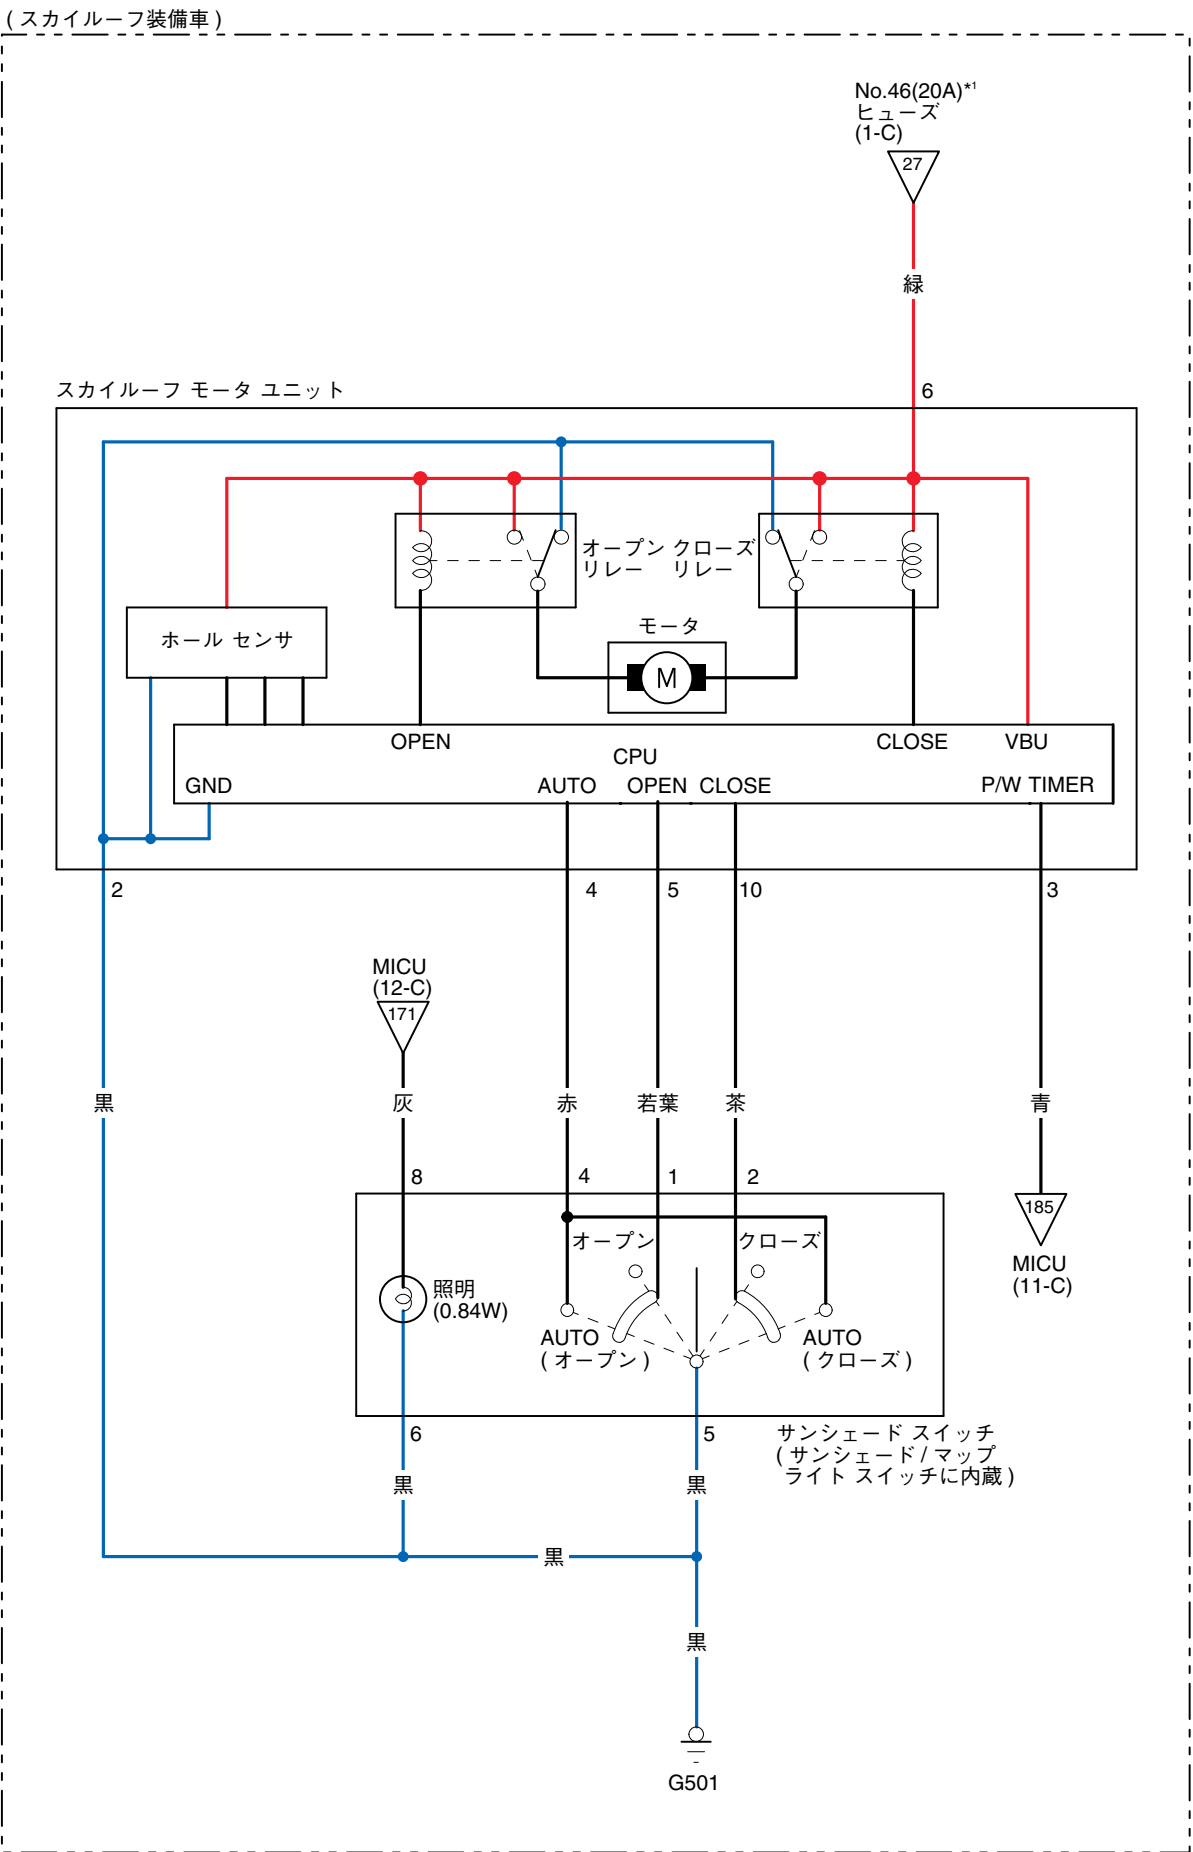 (スカイルーフ装備車)
No.46(20A)*1
ヒューズ
(1-C)
27
緑
スカイルーフ モータ ユニット
6
オープン
リレー
クローズ
リレー
ホール センサ
モータ
M
OPEN
CPU
CLOSE
VBU
GND
AUTO
OPEN
CLOSE
P/W TIMER
2
4
5
10
3
MICU
(12-C)
171
黒
灰
赤
若葉
茶
青
8
4
1
2
185
MICU
(11-C)
オープン
クローズ
照明
(0.84W)
AUTO
(オープン)
AUTO
(クローズ)
6
5
サンシェード スイッチ
(サンシェード/マップ
ライト スイッチに内蔵)
黒
黒
黒
黒
G501